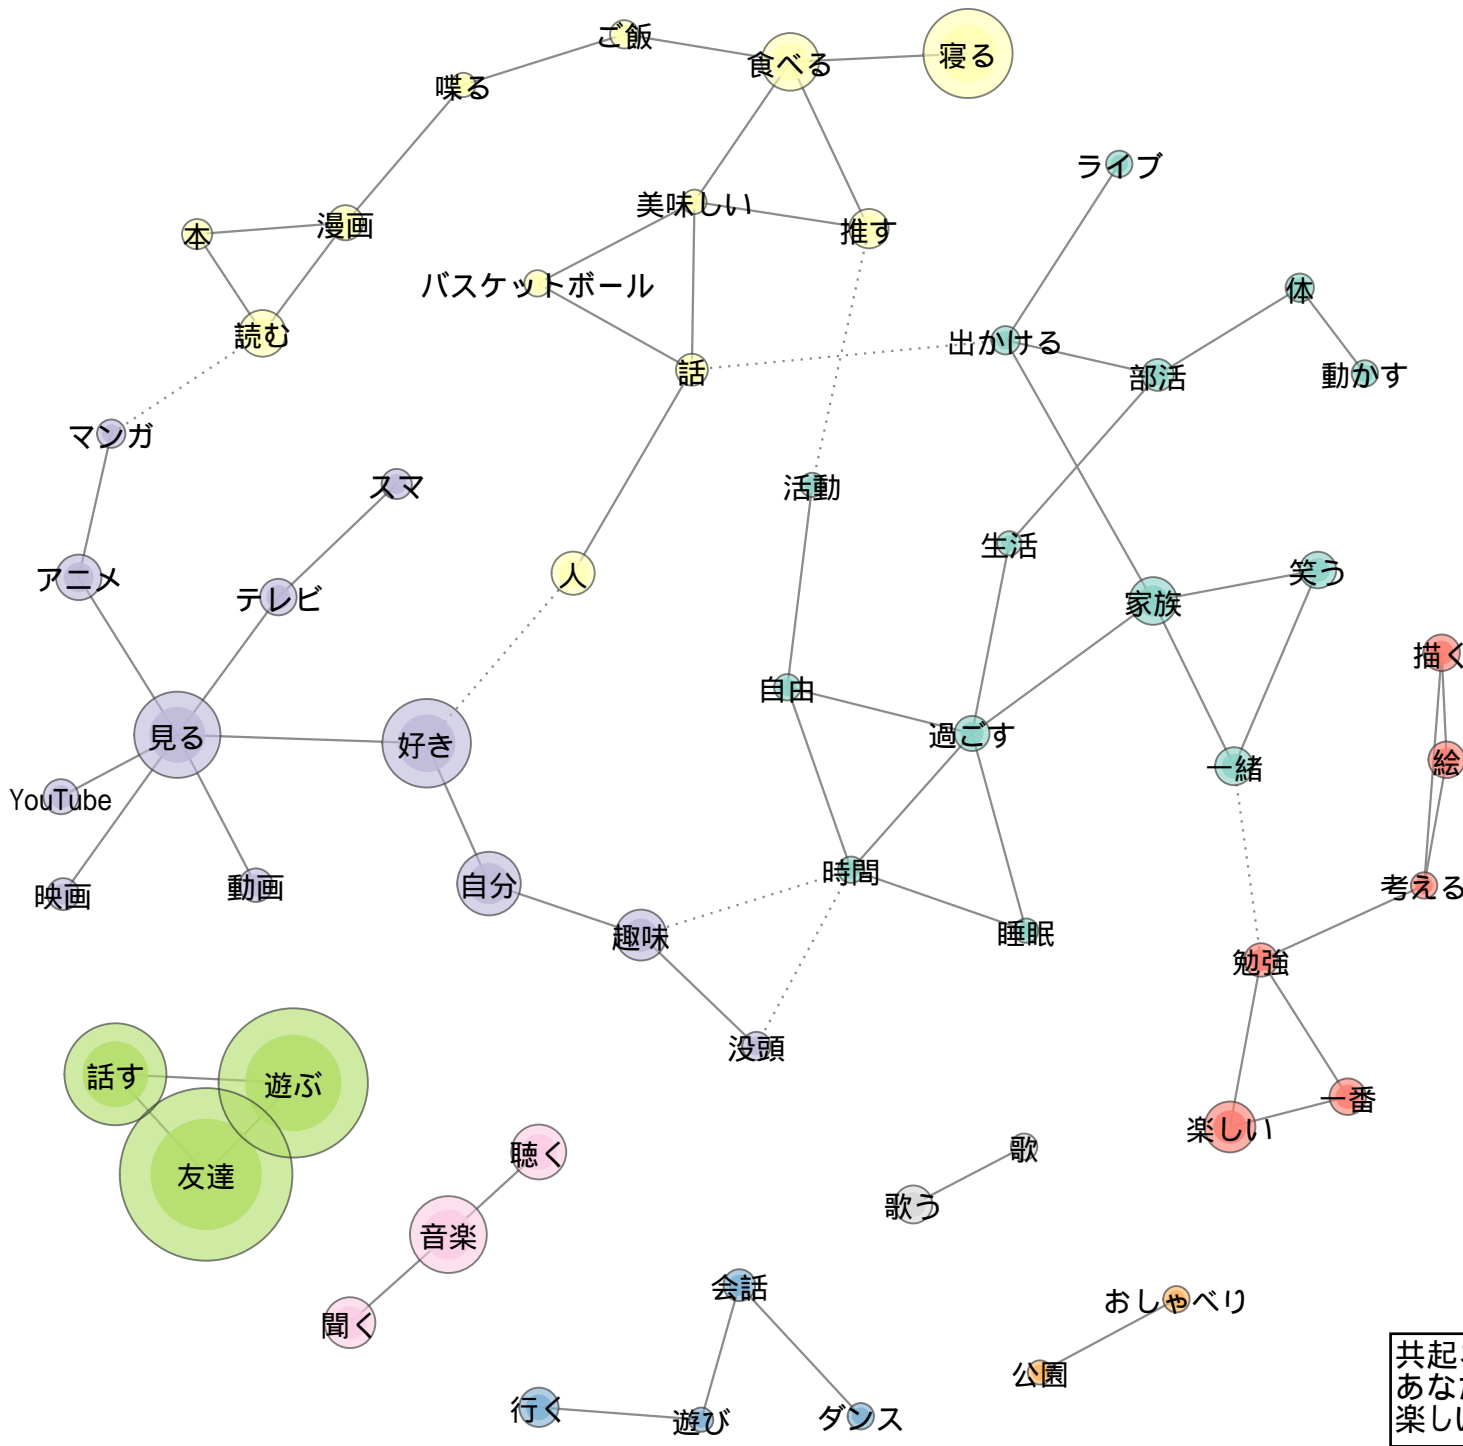 ご飯
食べる
寝る
喋る
ライブ
美味しい
推す
本
漫画
バスケットボール
体
読む
出かける
話
部活
動かす
マンガ
スマ
活動
生活
アニメ
テレビ
人
笑う
家族
描く
自由
見る
好き
過ごす
一緒
絵
YouTube
映画
動画
自分
時間
考える
趣味
睡眠
勉強
没頭
話す
遊ぶ
一番
楽しい
友達
聴く
歌
歌う
音楽
会話
おしゃべり
聞く
公園
行く
遊び
ダンス
共起
あな
楽し